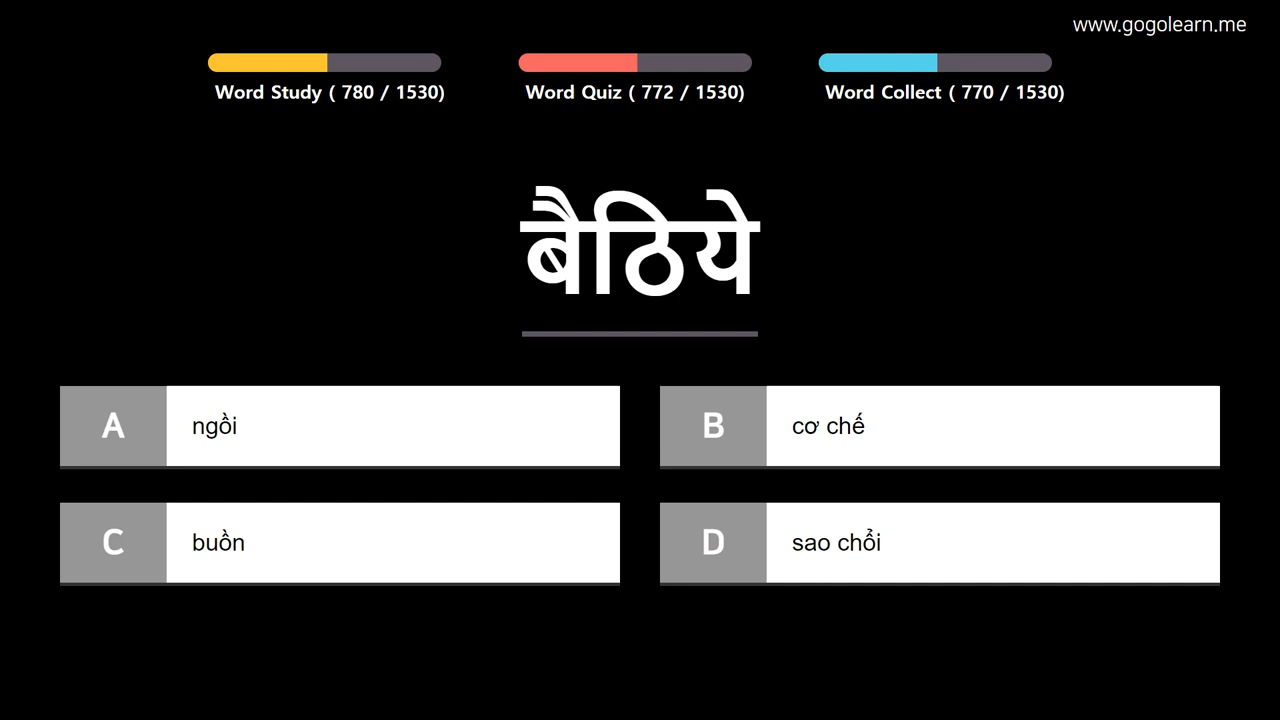 www.gogolearn.me
Word Study ( 780 / 1530)
Word Quiz ( 772 / 1530)
Word Collect ( 770 / 1530)
बैठिये
A ngồi
B cơ chế
C buồn
D sao chổi